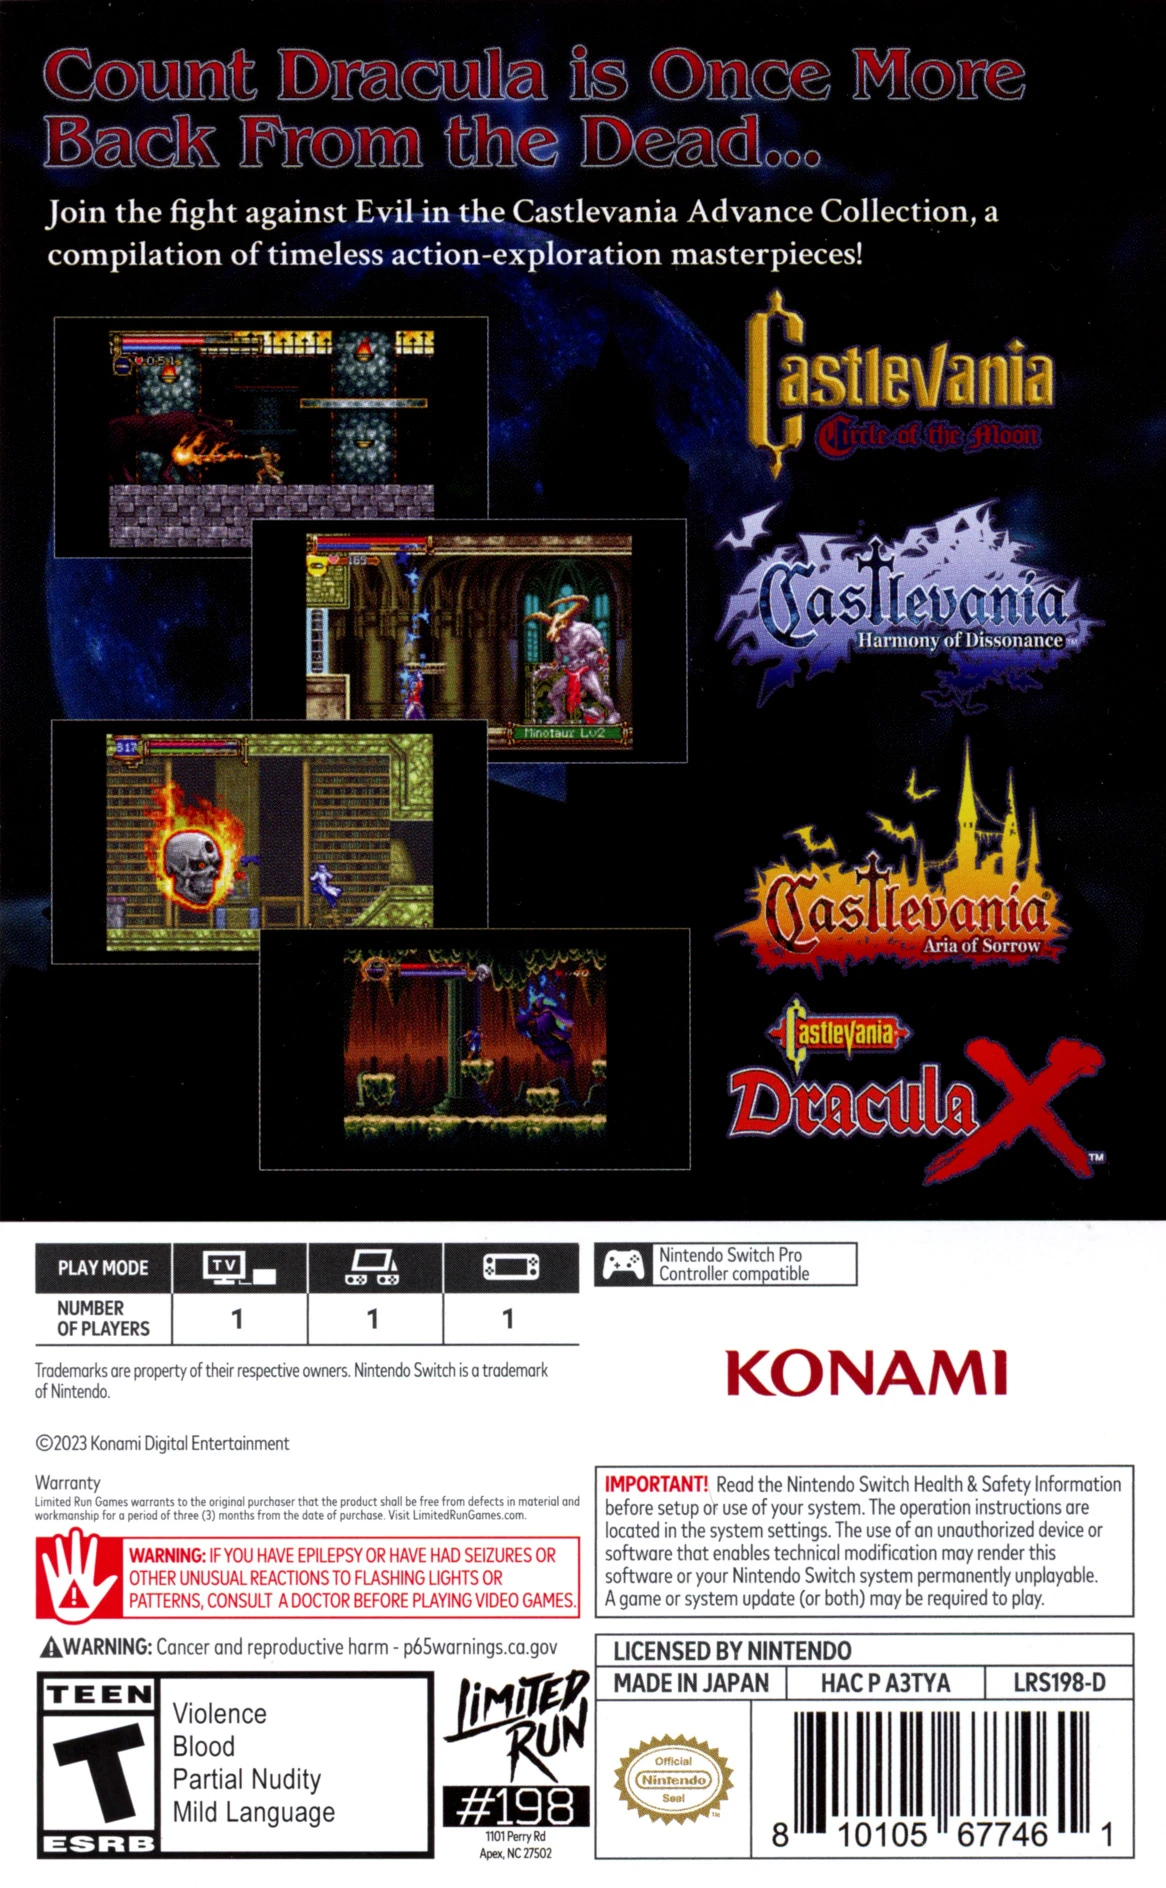 Count Dracula is Once More
Back From the Dead...
Join the fight against Evil in the Castlevania Advance Collection, a
compilation of timeless action-exploration masterpieces!
051
Castlevania
Circle of the Moon
165
Minotaur Lv2
Castlevania
Harmony of Dissonance™
317
Castlevania
Aria of Sorrow
Castlevania
Dracula X
™
PLAY MODE
TV
NUMBER
OF PLAYERS
1
1
1
Nintendo Switch Pro
Controller compatible
Trademarks are property of their respective owners. Nintendo Switch is a trademark
of Nintendo.
KONAMI
©2023 Konami Digital Entertainment
Warranty
Limited Run Games warrants to the original purchaser that the product shall be free from defects in material and
workmanship for a period of three (3) months from the date of purchase. Visit LimitedRunGames.com.
WARNING: IF YOU HAVE EPILEPSY OR HAVE HAD SEIZURES OR
OTHER UNUSUAL REACTIONS TO FLASHING LIGHTS OR
PATTERNS, CONSULT A DOCTOR BEFORE PLAYING VIDEO GAMES.
IMPORTANT! Read the Nintendo Switch Health & Safety Information
before setup or use of your system. The operation instructions are
located in the system settings. The use of an unauthorized device or
software that enables technical modification may render this
software or your Nintendo Switch system permanently unplayable.
A game or system update (or both) may be required to play.
WARNING: Cancer and reproductive harm - p65warnings.ca.gov
TEEN
T
ESRB
Violence
Blood
Partial Nudity
Mild Language
LIMITED
RUN
#198
1101 Perry Rd
Apex, NC 27502
LICENSED BY NINTENDO
MADE IN JAPAN
HAC P A3TYA
LRS198-D
Official
Nintendo
Seal
™
8 10105 67746 1